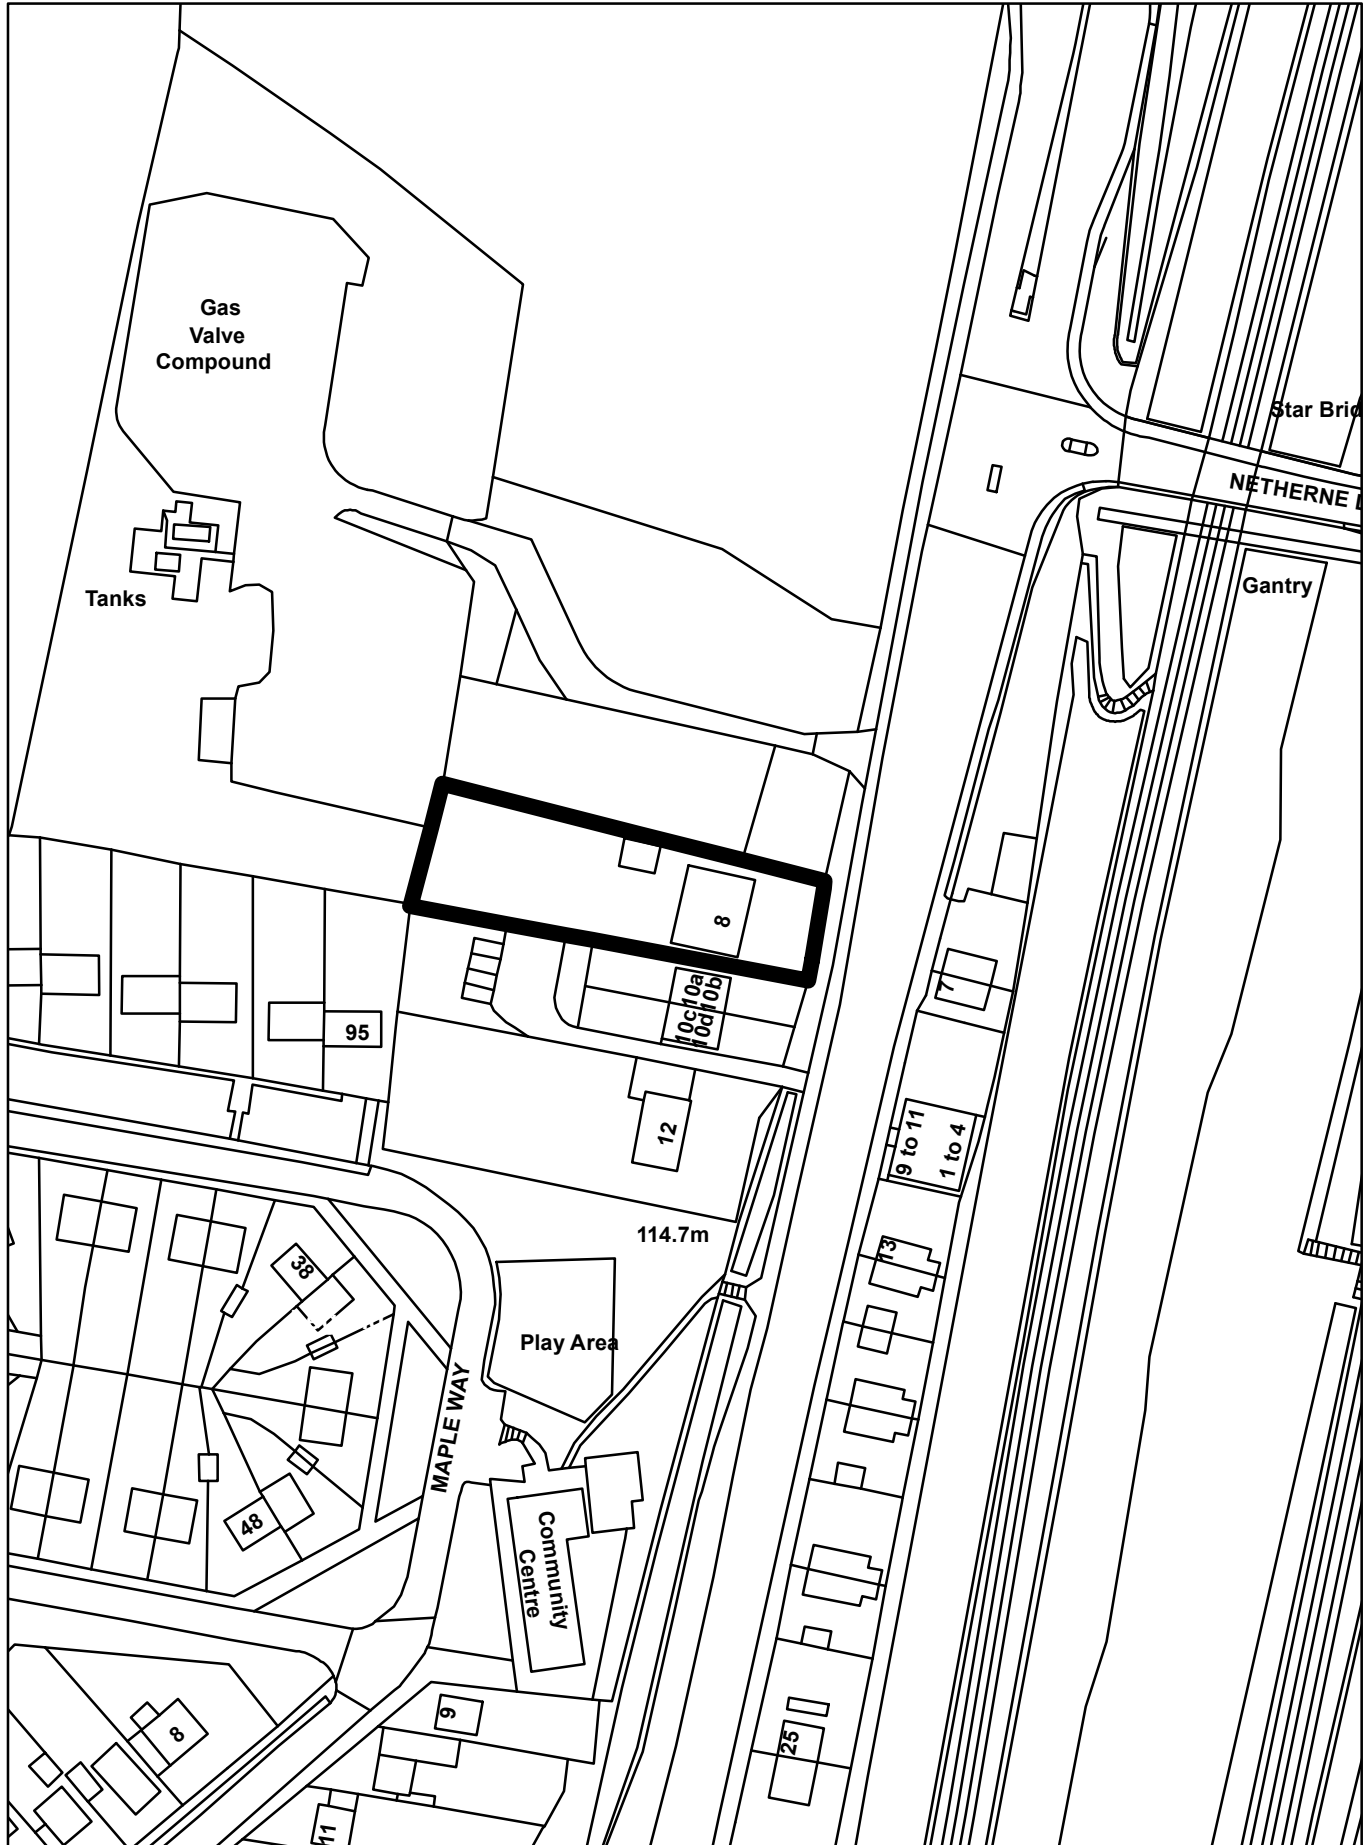 Gas
Valve
Compound
Star Brid
NETHERNE
Gantry
Tanks
8
10c10a
10d10b
7
95
12
9 to 11
1 to 4
114.7m
13
38
Play Area
MAPLE WAY
48
Community
Centre
9
8
25
11